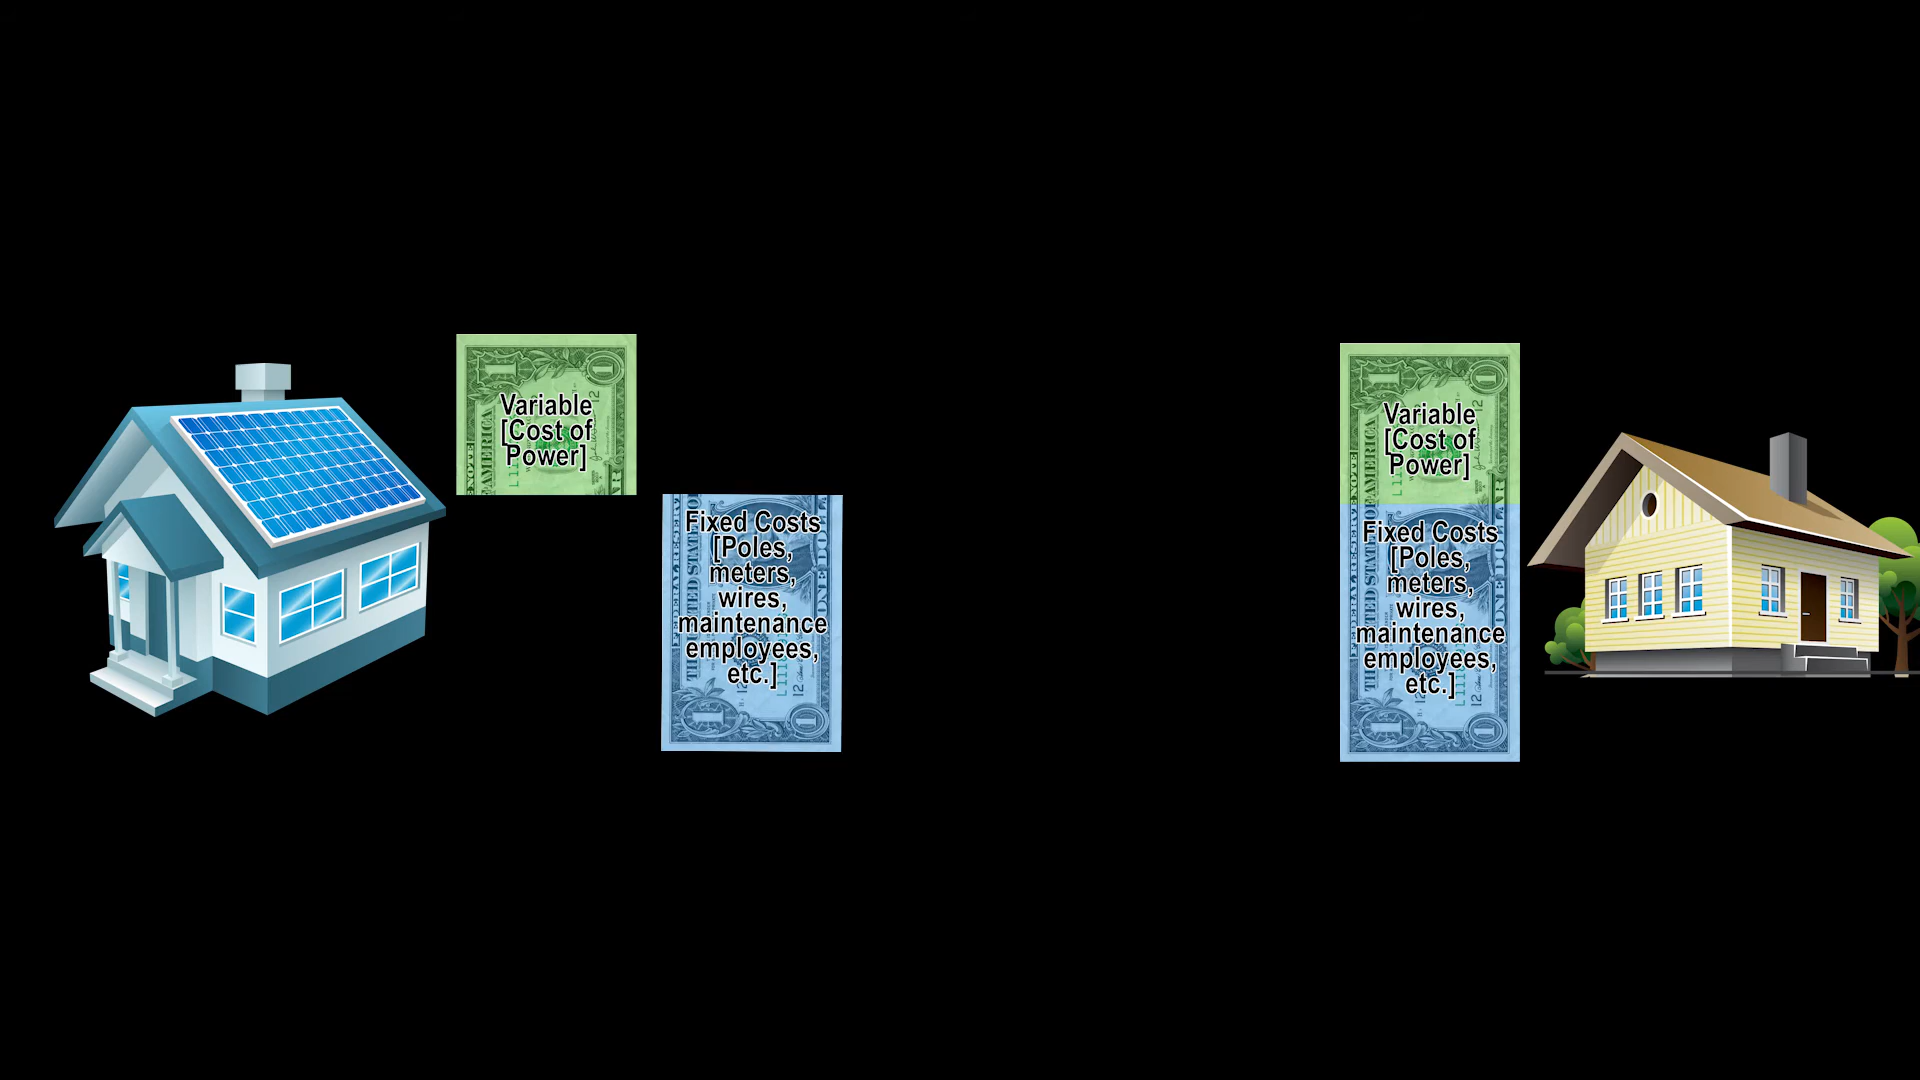 Variable
[Cost of
Power]
Fixed Costs
[Poles,
meters,
wires,
maintenance
employees,
etc.]
Variable
[Cost of
Power]
Fixed Costs
[Poles,
meters,
wires,
maintenance
employees,
etc.]